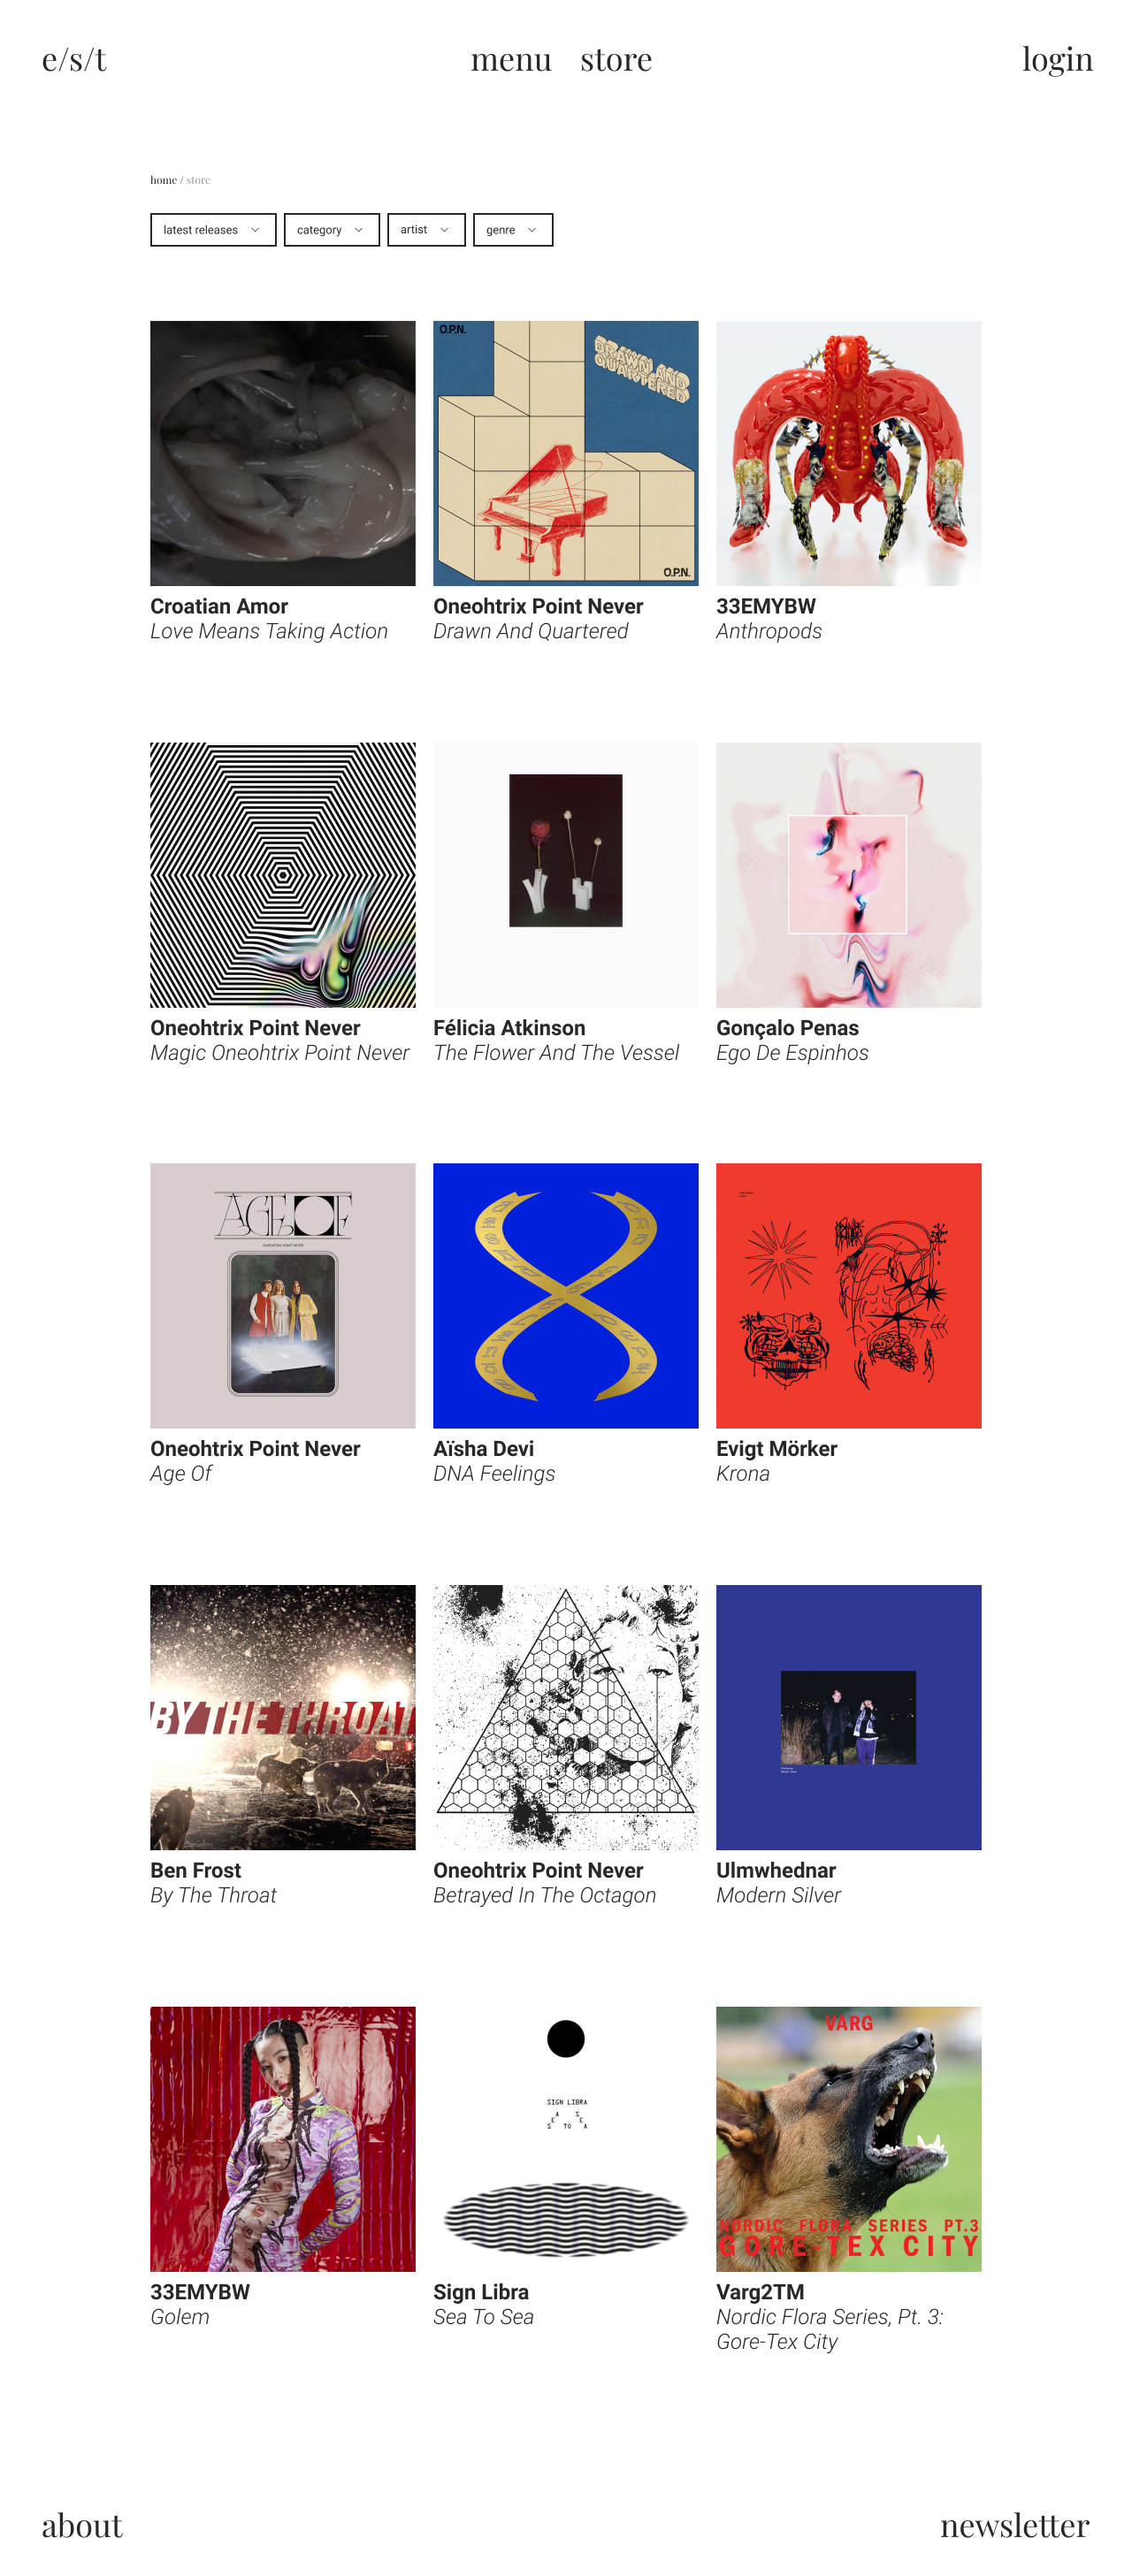 e/s/t
menu store
login
home / store
latest releases
category
artist
genre
O.P.N.
DRAWN AND
QUARTERED
O.P.N.
Croatian Amor
Love Means Taking Action
Oneohtrix Point Never
Drawn And Quartered
33EMYBW
Anthropods
Oneohtrix Point Never
Magic Oneohtrix Point Never
Félicia Atkinson
The Flower And The Vessel
Gonçalo Penas
Ego De Espinhos
AGE OF
ONEOHTRIX POINT NEVER
Oneohtrix Point Never
Age Of
Aïsha Devi
DNA Feelings
Evigt Mörker
Krona
BY THE THROAT
Ben Frost
By The Throat
Oneohtrix Point Never
Betrayed In The Octagon
Ulmwhednar
Modern Silver
SIGN LIBRA
SEA TO SEA
VARG
NORDIC FLORA SERIES PT.3
GORE-TEX CITY
33EMYBW
Golem
Sign Libra
Sea To Sea
Varg2TM
Nordic Flora Series, Pt. 3:
Gore-Tex City
about
newsletter